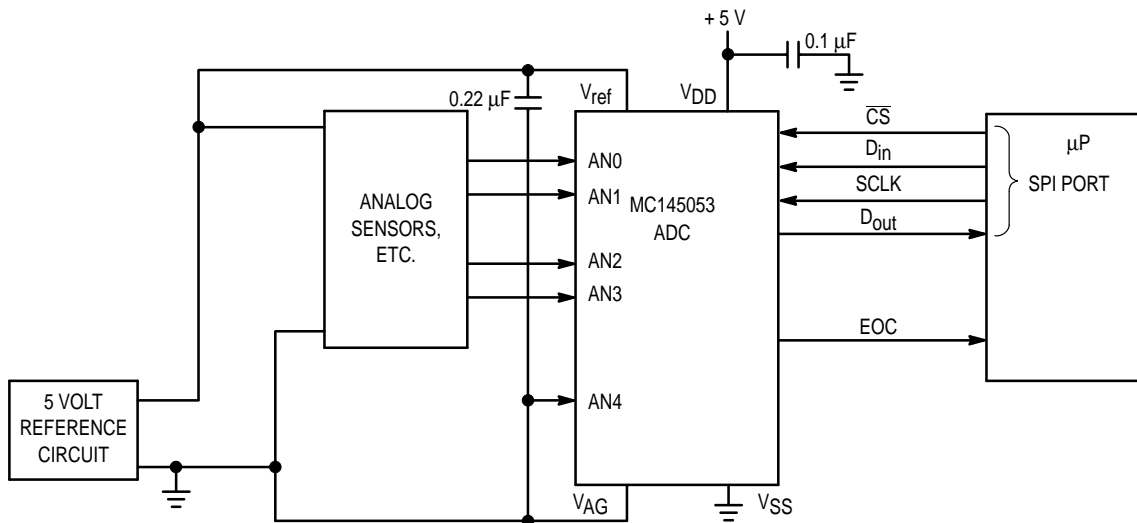 + 5 V
0.1 μF
0.22 μF
Vref
VDD
CS
Din
SCLK
Dout
EOC
μP
SPI PORT
AN0
AN1
AN2
AN3
AN4
MC145053
ADC
ANALOG
SENSORS,
ETC.
5 VOLT
REFERENCE
CIRCUIT
VAG
VSS